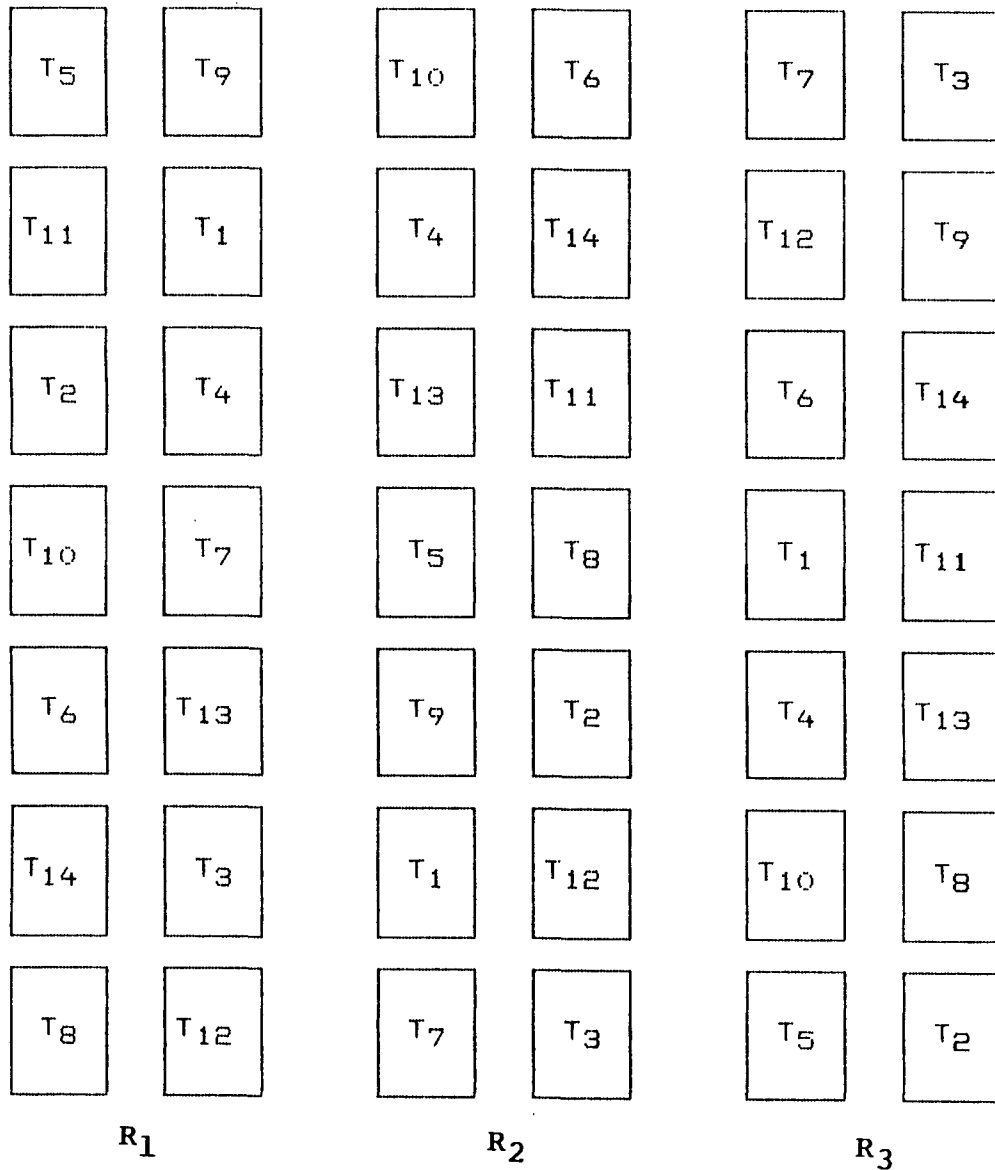 T5 T9 T10 T6 T7 T3
T11 T1 T4 T14 T12 T9
T2 T4 T13 T11 T6 T14
T10 T7 T5 T8 T1 T11
T6 T13 T9 T2 T4 T13
T14 T3 T1 T12 T10 T8
T8 T12 T7 T3 T5 T2
R1 R2 R3